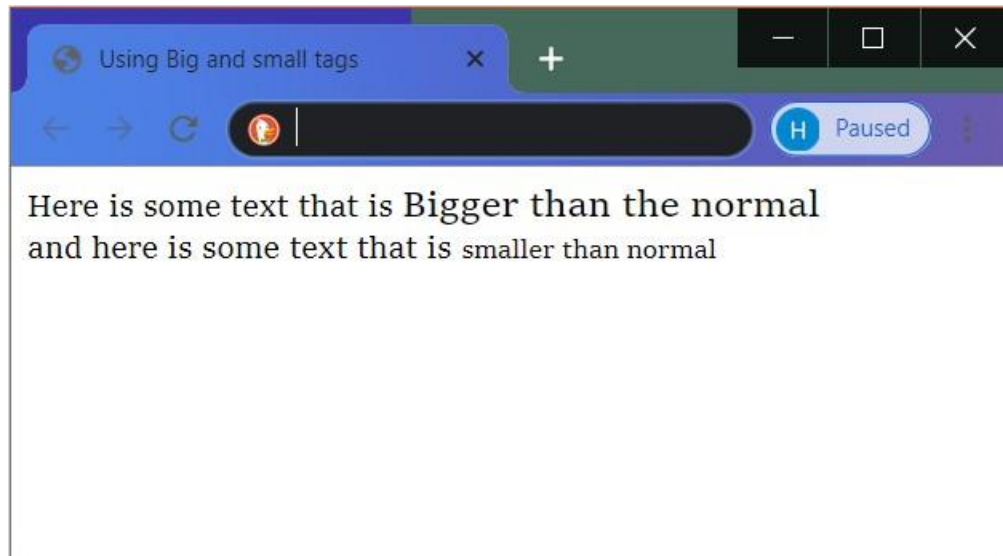 Using Big and small tags
H Paused
Here is some text that is Bigger than the normal
and here is some text that is smaller than normal